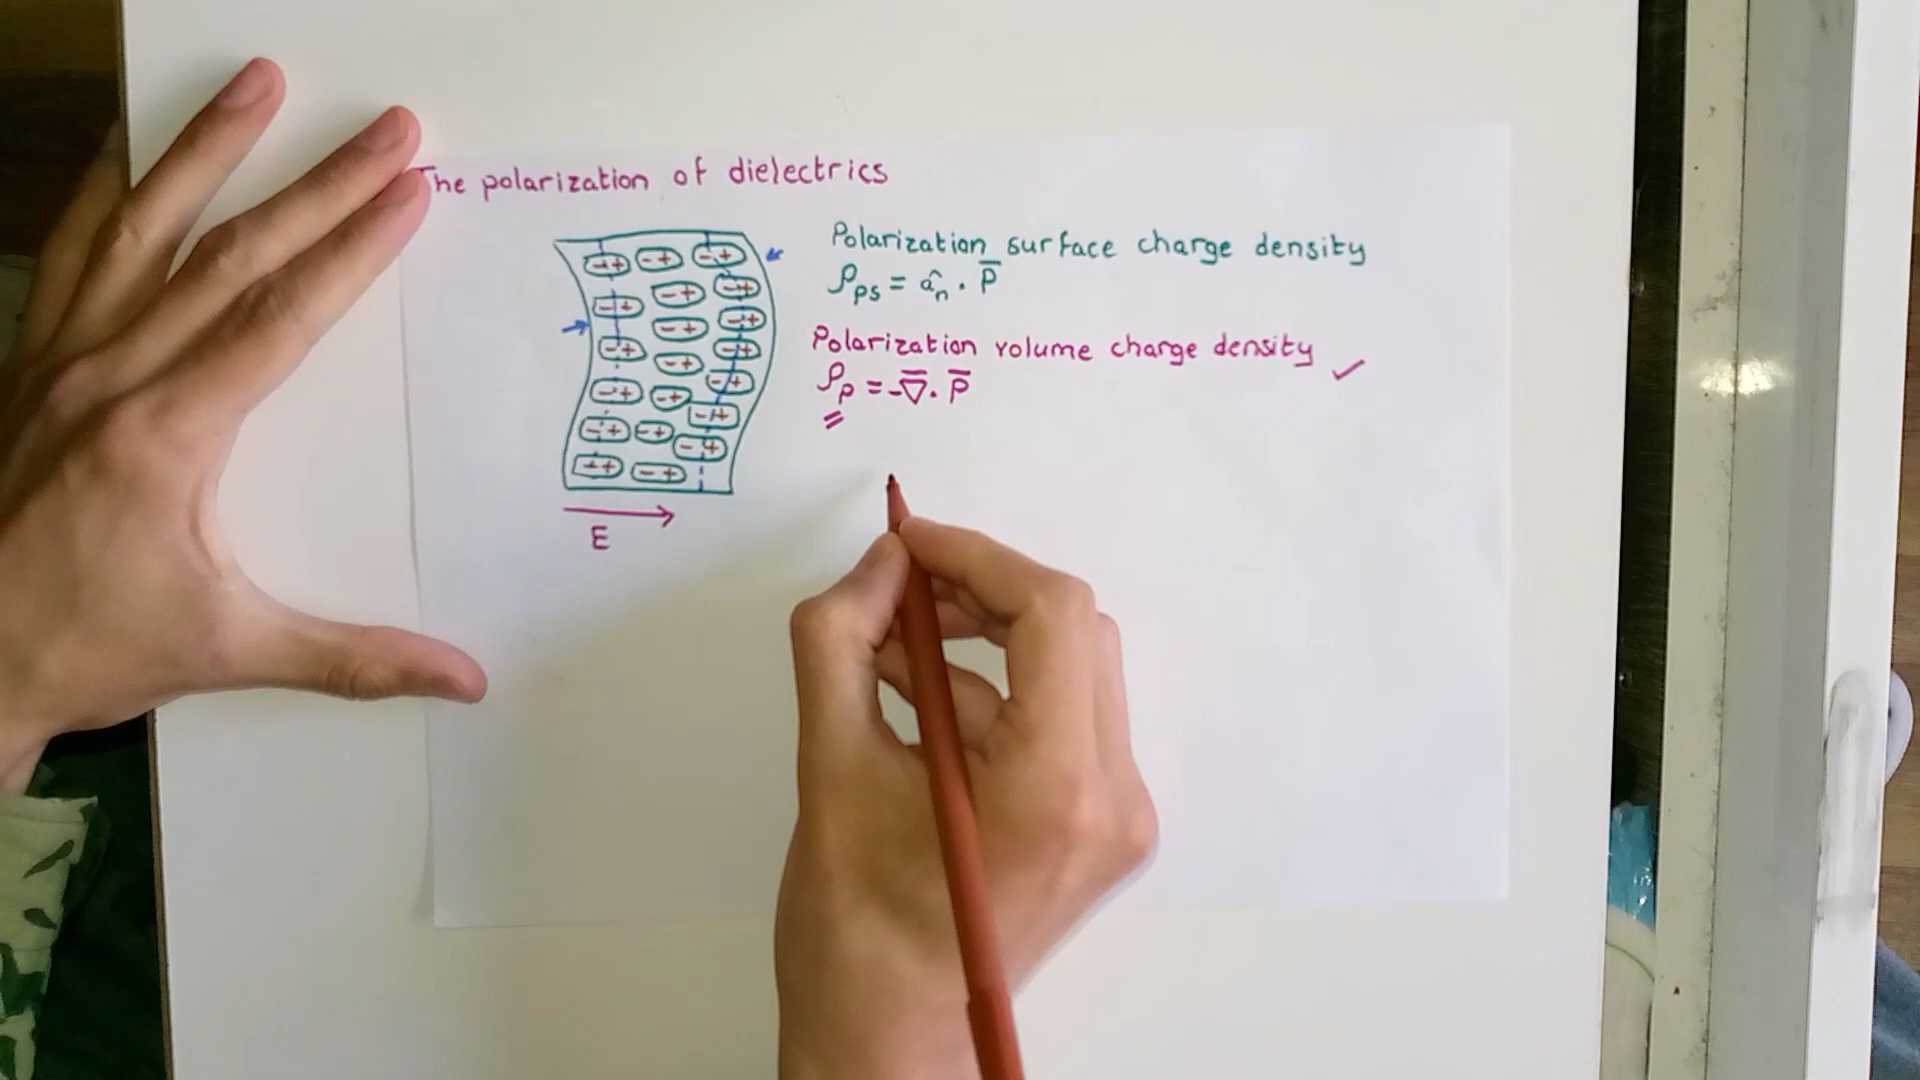 The polarization of dielectrics
Polarization surface charge density
ρps = ân . P̅
Polarization volume charge density ✓
ρp = -∇̅. P̅
E